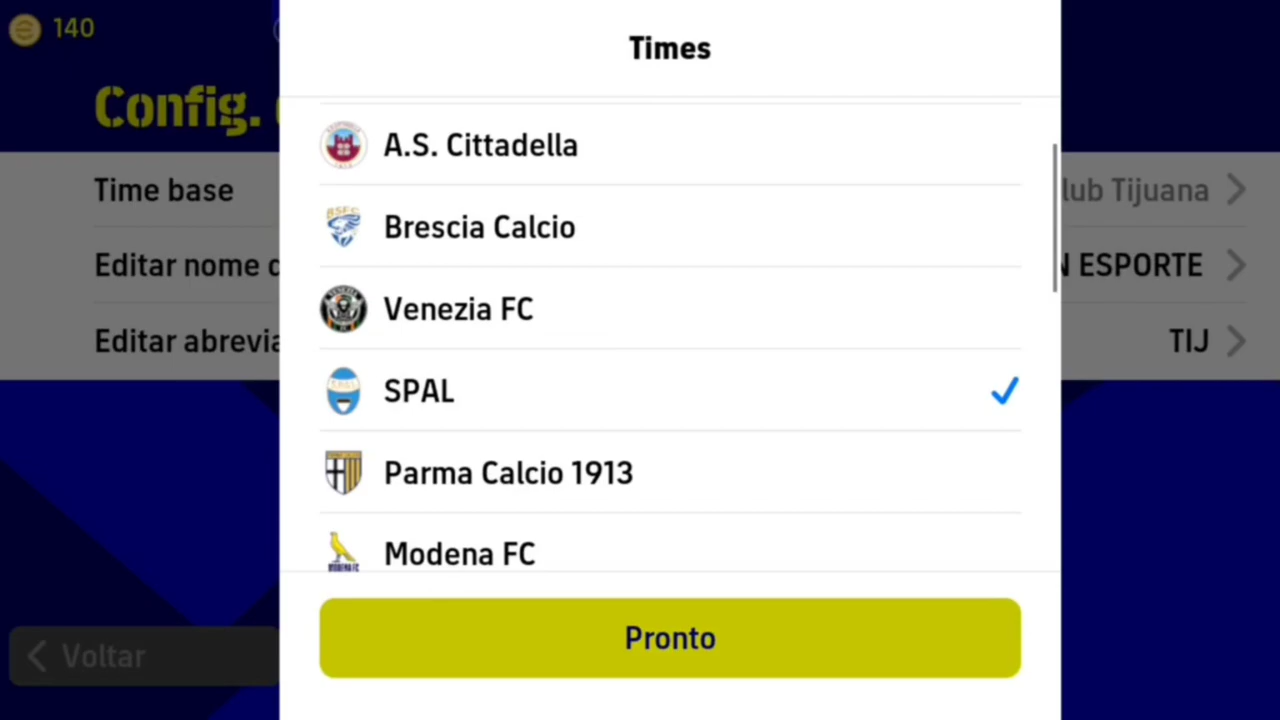 140
Times
Config.
A.S. Cittadella
Time base
lub Tijuana
Brescia Calcio
Editar nome
ESPORTE
Venezia FC
Editar abrevia
TIJ
SPAL
Parma Calcio 1913
Modena FC
Pronto
Voltar